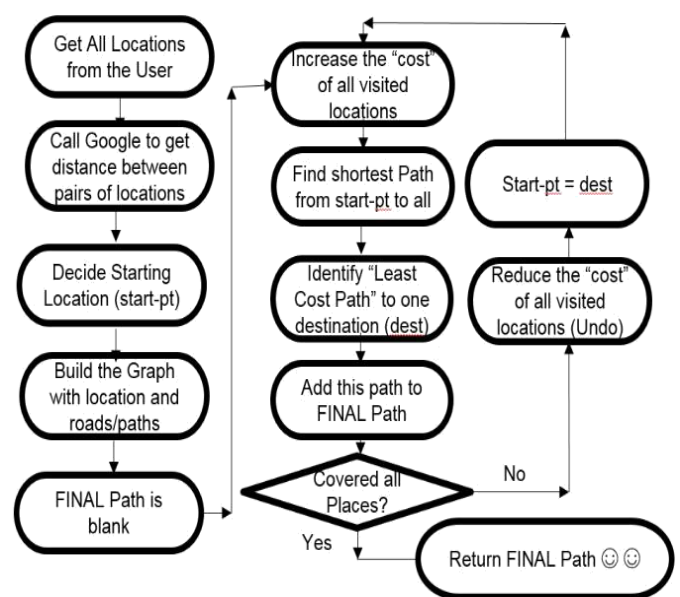 Get All Locations
from the User
Call Google to get
distance between
pairs of locations
Decide Starting
Location (start-pt)
Build the Graph
with location and
roads/paths
FINAL Path is
blank
Increase the “cost”
of all visited
locations
Find shortest Path
from start-pt to all
Identify “Least
Cost Path” to one
destination (dest)
Add this path to
FINAL Path
Covered all
Places?
No
Reduce the “cost”
of all visited
locations (Undo)
Start-pt = dest
Yes
Return FINAL Path ☺☺